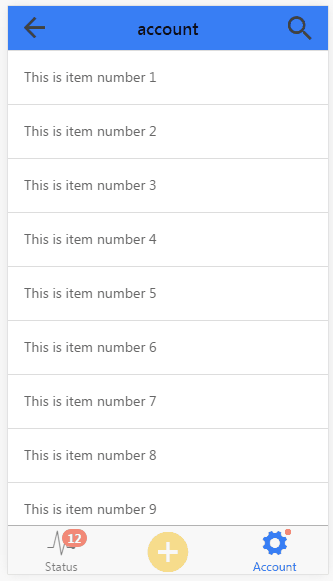 account
This is item number 1
This is item number 2
This is item number 3
This is item number 4
This is item number 5
This is item number 6
This is item number 7
This is item number 8
This is item number 9
12
Status
Account